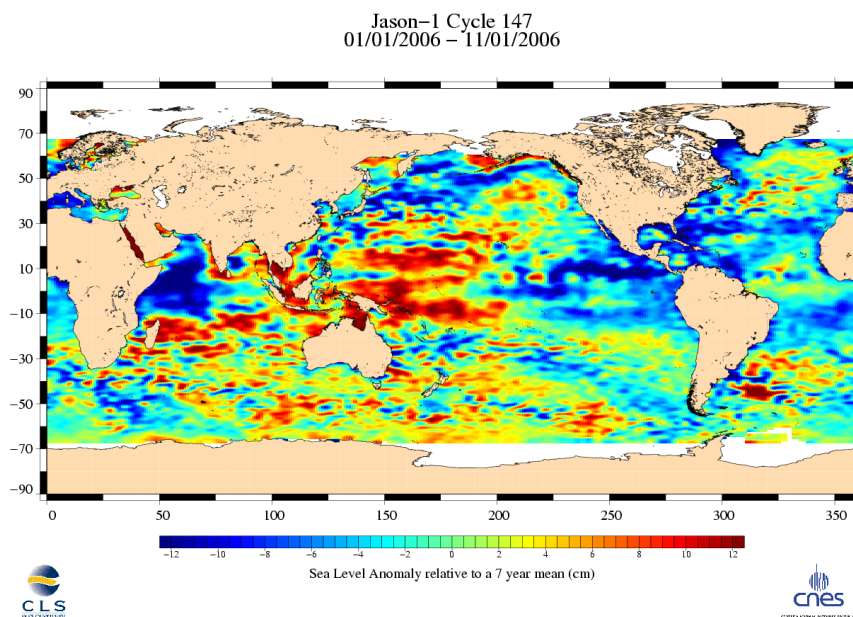 Jason−1 Cycle 147
01/01/2006 − 11/01/2006
90
70
50
30
10
−10
−30
−50
−70
−90
0 50 100 150 200 250 300 350
−12 −10 −8 −6 −4 −2 0 2 4 6 8 10 12
Sea Level Anomaly relative to a 7 year mean (cm)
CLS
cnes